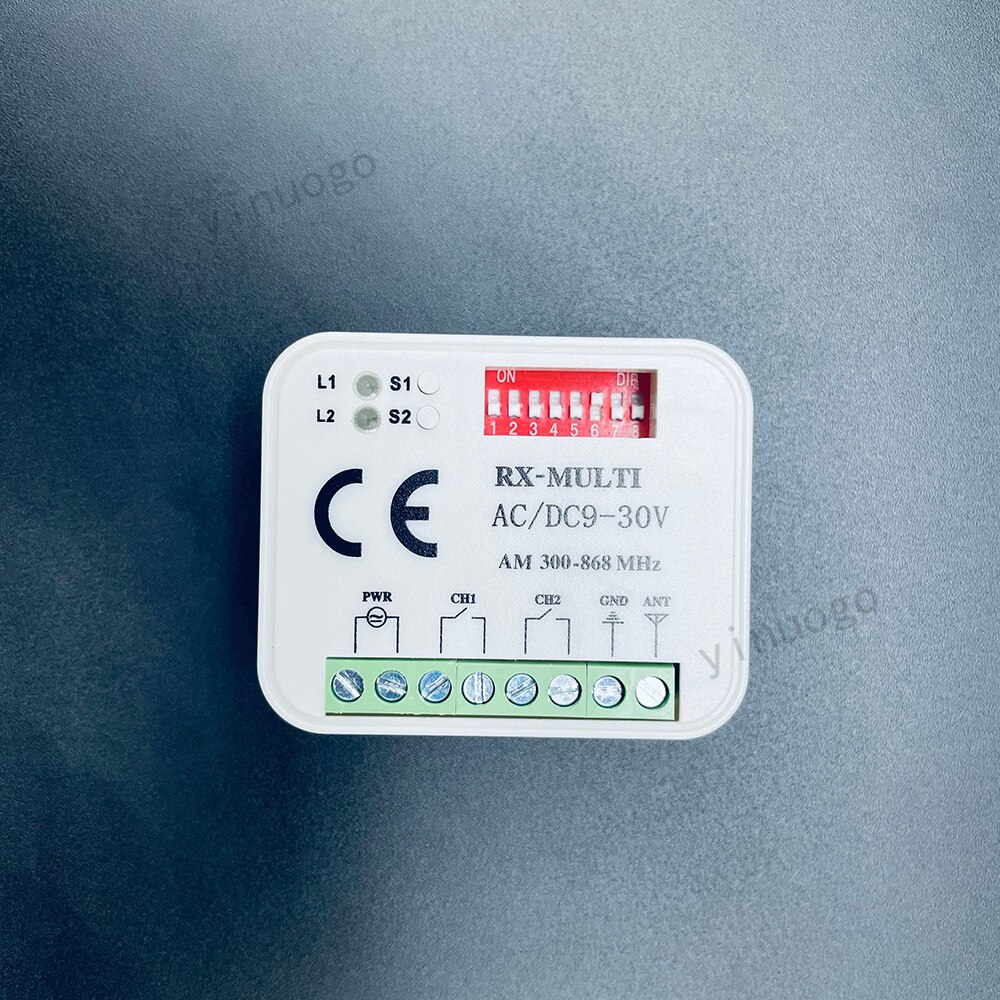 yinuogo
L1 S1
L2 S2
ON DIP
1 2 3 4 5 6 7 8
CE
RX-MULTI
AC/DC9-30V
AM 300-868 MHz
PWR CH1 CH2 GND ANT
yinbogo